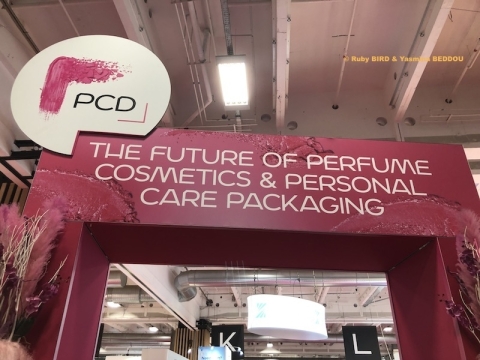 © Ruby BIRD & Yasmina BEDDOU
PCD
THE FUTURE OF PERFUME
COSMETICS & PERSONAL
CARE PACKAGING
K
L